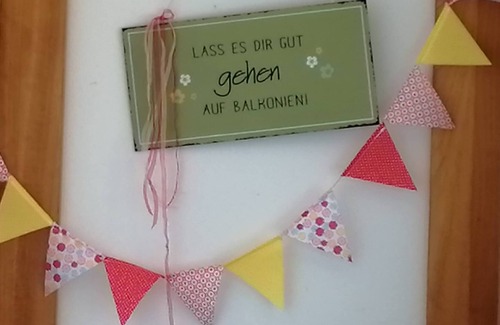 LASS ES DIR GUT
gehen
AUF BALKONIEN!